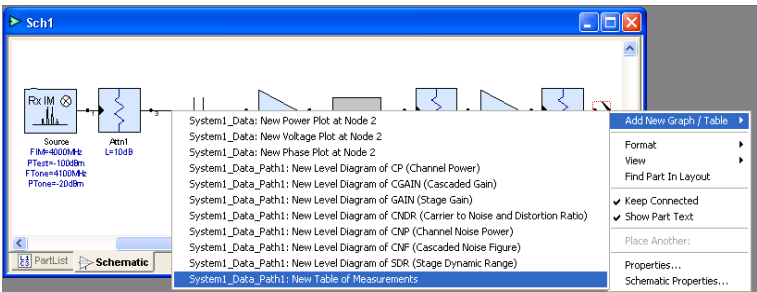 Sch1
Rx IM
1
3
Source
FIM=4000MHz
PTest=-100dBm
FTone=4100MHz
PTone=-20dBm
Attn1
L=10dB
System1_Data: New Power Plot at Node 2
System1_Data: New Voltage Plot at Node 2
System1_Data: New Phase Plot at Node 2
System1_Data_Path1: New Level Diagram of CP (Channel Power)
System1_Data_Path1: New Level Diagram of CGAIN (Cascaded Gain)
System1_Data_Path1: New Level Diagram of GAIN (Stage Gain)
System1_Data_Path1: New Level Diagram of CNDR (Carrier to Noise and Distortion Ratio)
System1_Data_Path1: New Level Diagram of CNP (Channel Noise Power)
System1_Data_Path1: New Level Diagram of CNF (Cascaded Noise Figure)
System1_Data_Path1: New Level Diagram of SDR (Stage Dynamic Range)
System1_Data_Path1: New Table of Measurements
Add New Graph / Table
Format
View
Find Part In Layout
Keep Connected
Show Part Text
Place Another:
Properties...
Schematic Properties...
PartList
Schematic